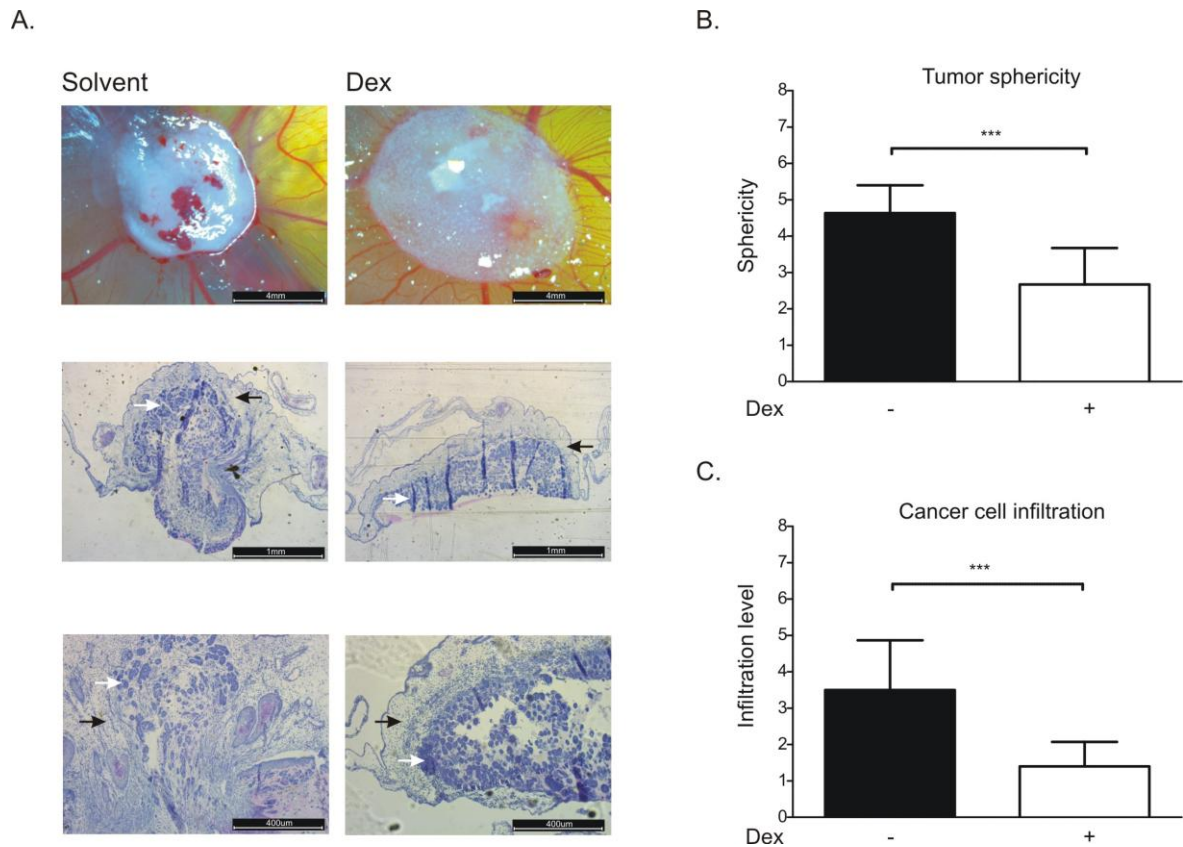 A.
Solvent
Dex
4mm
4mm
1mm
1mm
400um
400um
B.
Tumor sphericity
8
7
6
5
4
3
2
1
0
Sphericity
***
Dex - +
C.
Cancer cell infiltration
8
7
6
5
4
3
2
1
0
Infiltration level
***
Dex - +